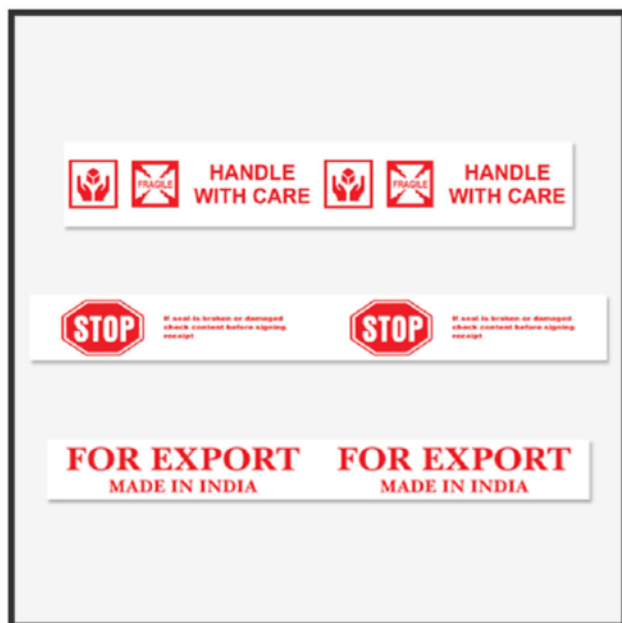 FRAGILE
HANDLE
WITH CARE
FRAGILE
HANDLE
WITH CARE
STOP
If seal is broken or damaged
check content before signing
receipt
STOP
If seal is broken or damaged
check content before signing
receipt
FOR EXPORT
MADE IN INDIA
FOR EXPORT
MADE IN INDIA